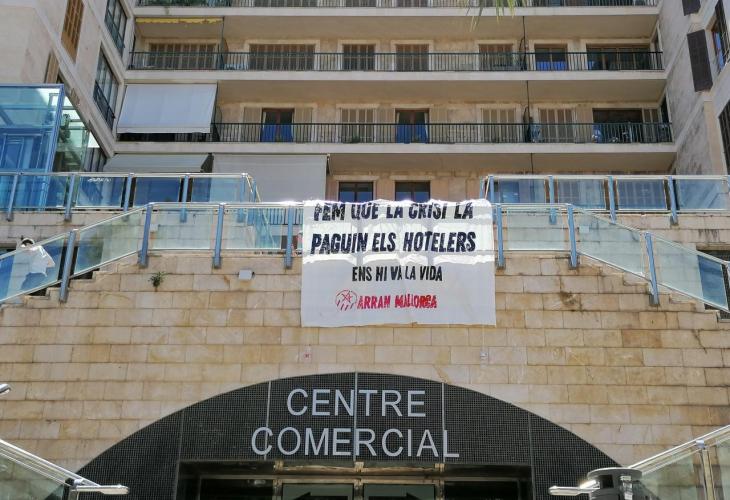 FEM QUE LA CRISI LA
PAGUIN ELS HOTELERS
ENS HI VA LA VIDA
ARRAN MALLORCA
CENTRE
COMERCIAL